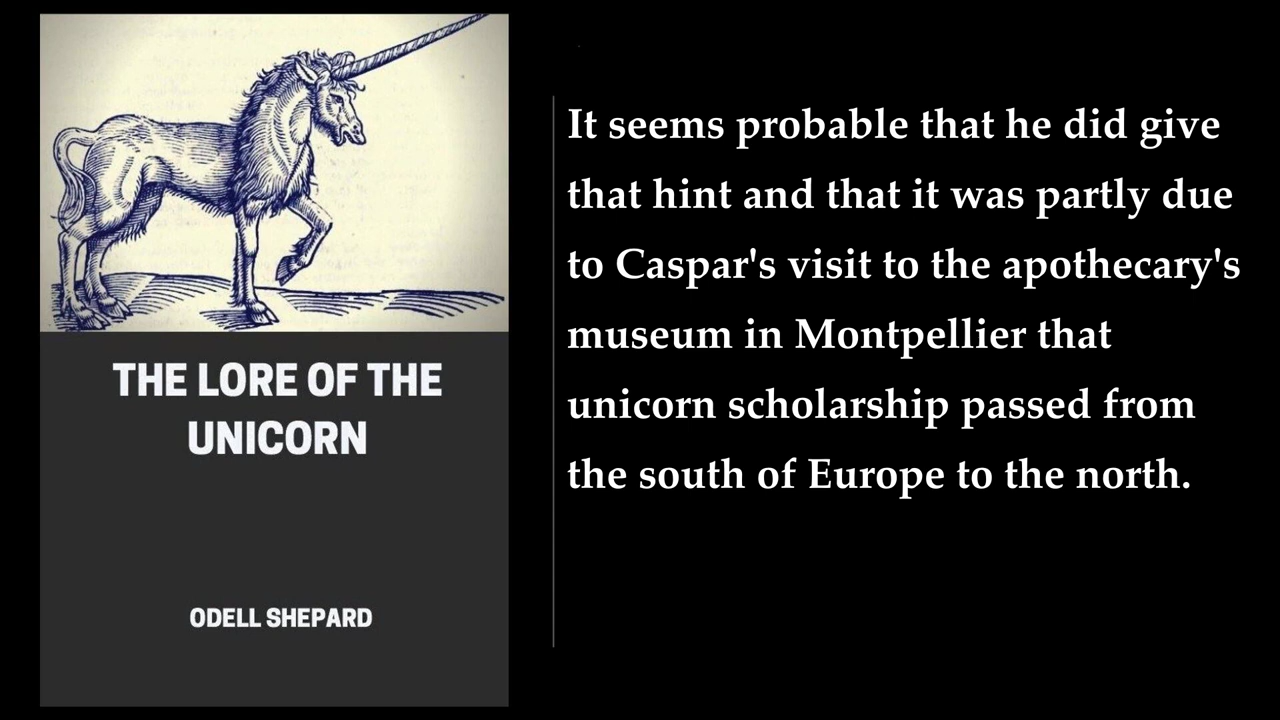 THE LORE OF THE
UNICORN
ODELL SHEPARD
It seems probable that he did give
that hint and that it was partly due
to Caspar's visit to the apothecary's
museum in Montpellier that
unicorn scholarship passed from
the south of Europe to the north.